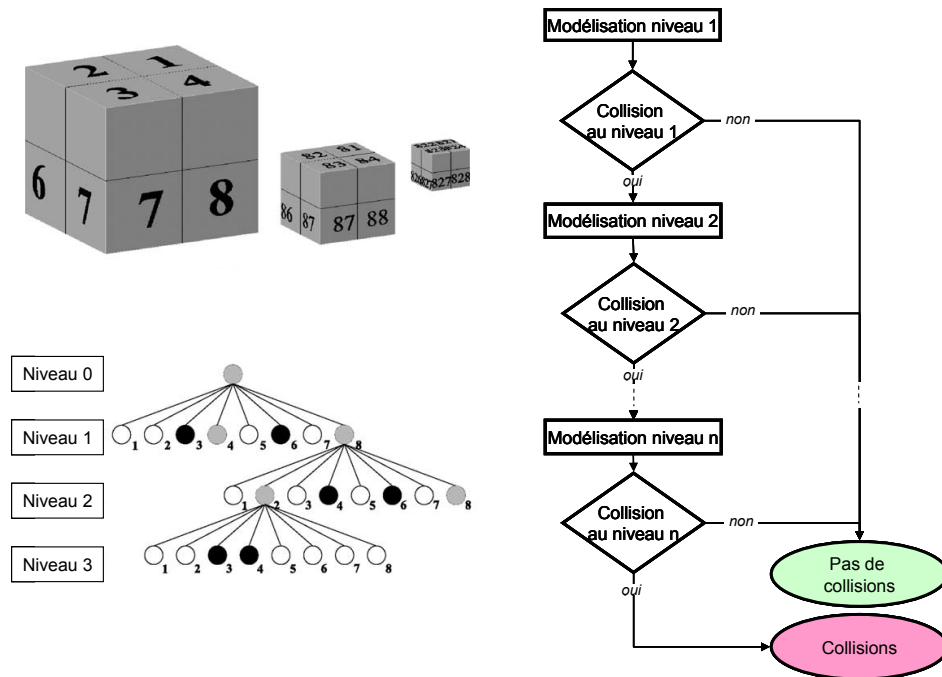 2 1
3 4
6 7 7 8
82 81
83 84
86 87 87 88
827 828
Niveau 0
Niveau 1
1 2 3 4 5 6 7 8
Niveau 2
1 2 3 4 5 6 7 8
Niveau 3
1 2 3 4 5 6 7 8
Modélisation niveau 1
Collision
au niveau 1
non
oui
Modélisation niveau 2
Collision
au niveau 2
non
oui
Modélisation niveau n
Collision
au niveau n
non
oui
Pas de
collisions
Collisions